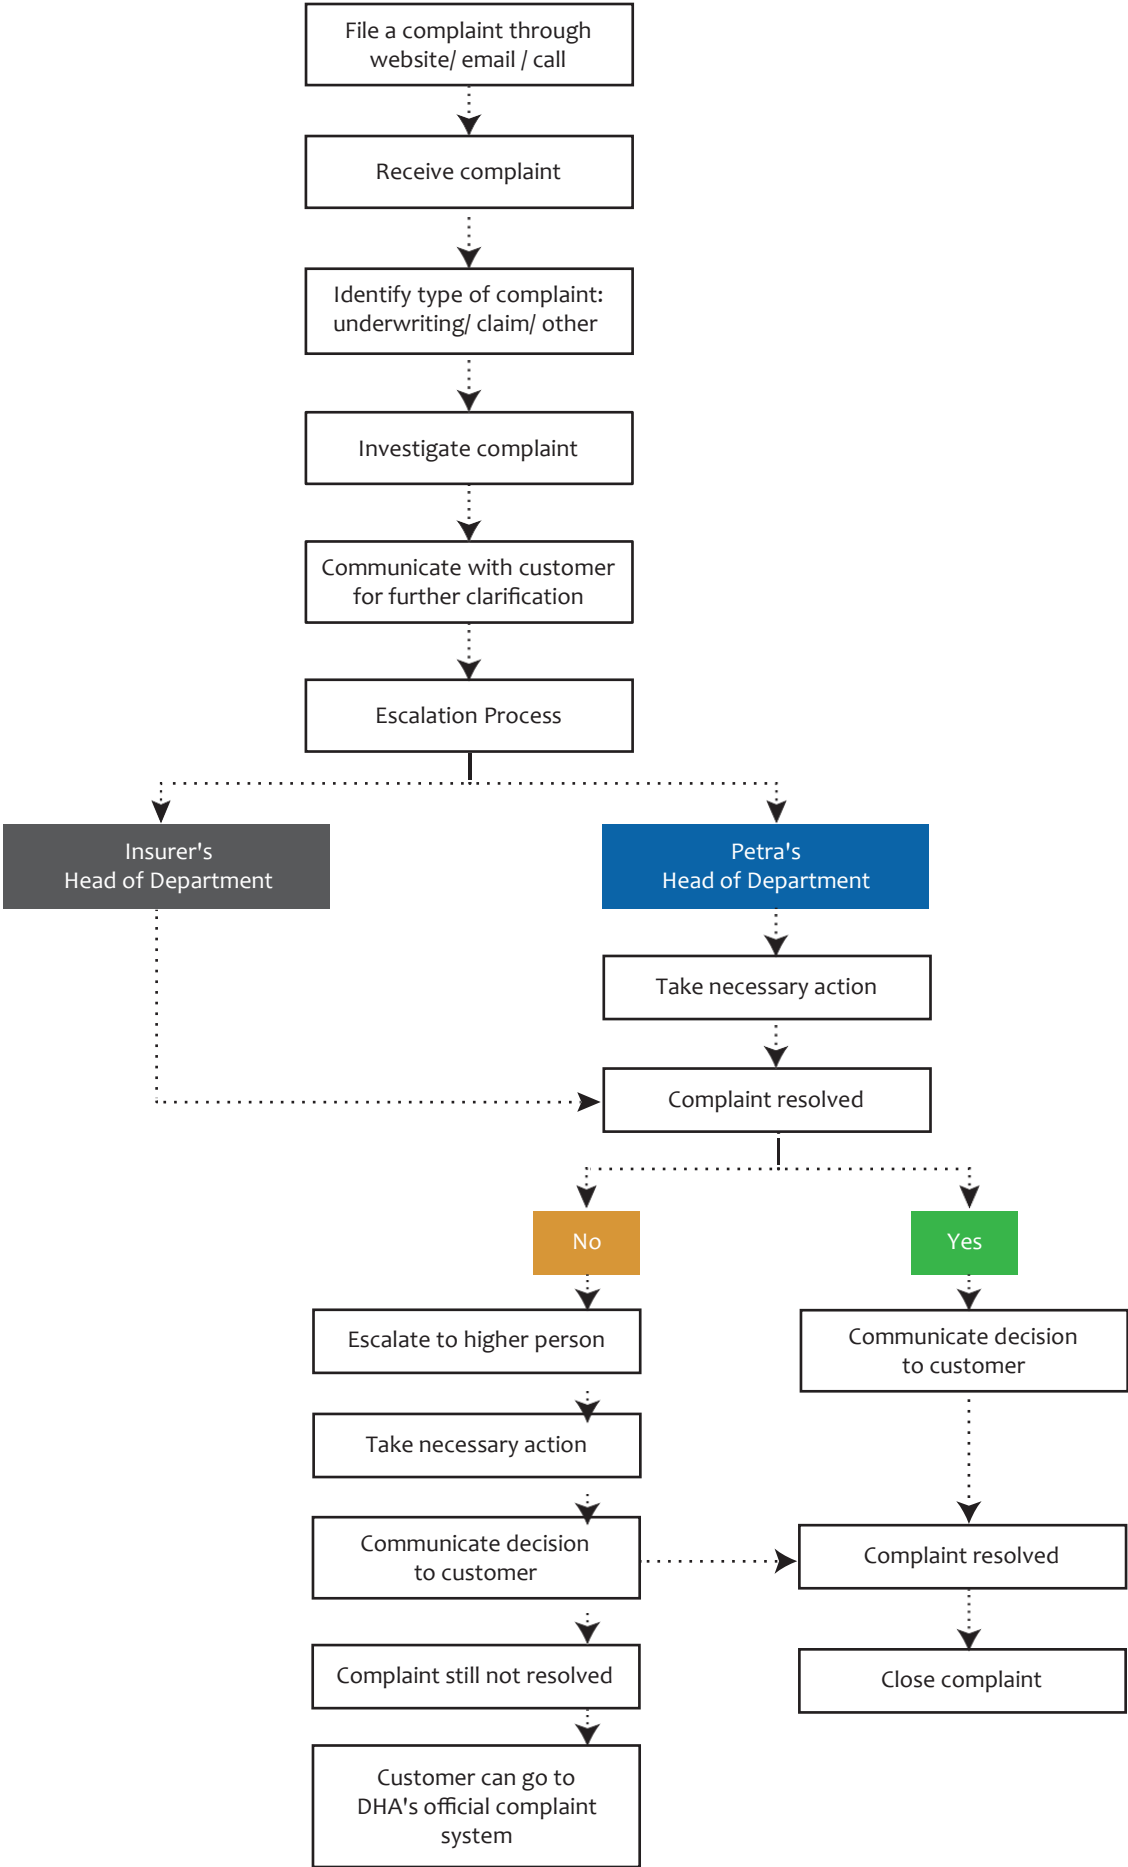 File a complaint through
website/ email / call
Receive complaint
Identify type of complaint:
underwriting/ claim/ other
Investigate complaint
Communicate with customer
for further clarification
Escalation Process
Insurer's
Head of Department
Petra's
Head of Department
Take necessary action
Complaint resolved
No
Yes
Escalate to higher person
Communicate decision
to customer
Take necessary action
Communicate decision
to customer
Complaint resolved
Complaint still not resolved
Close complaint
Customer can go to
DHA's official complaint
system